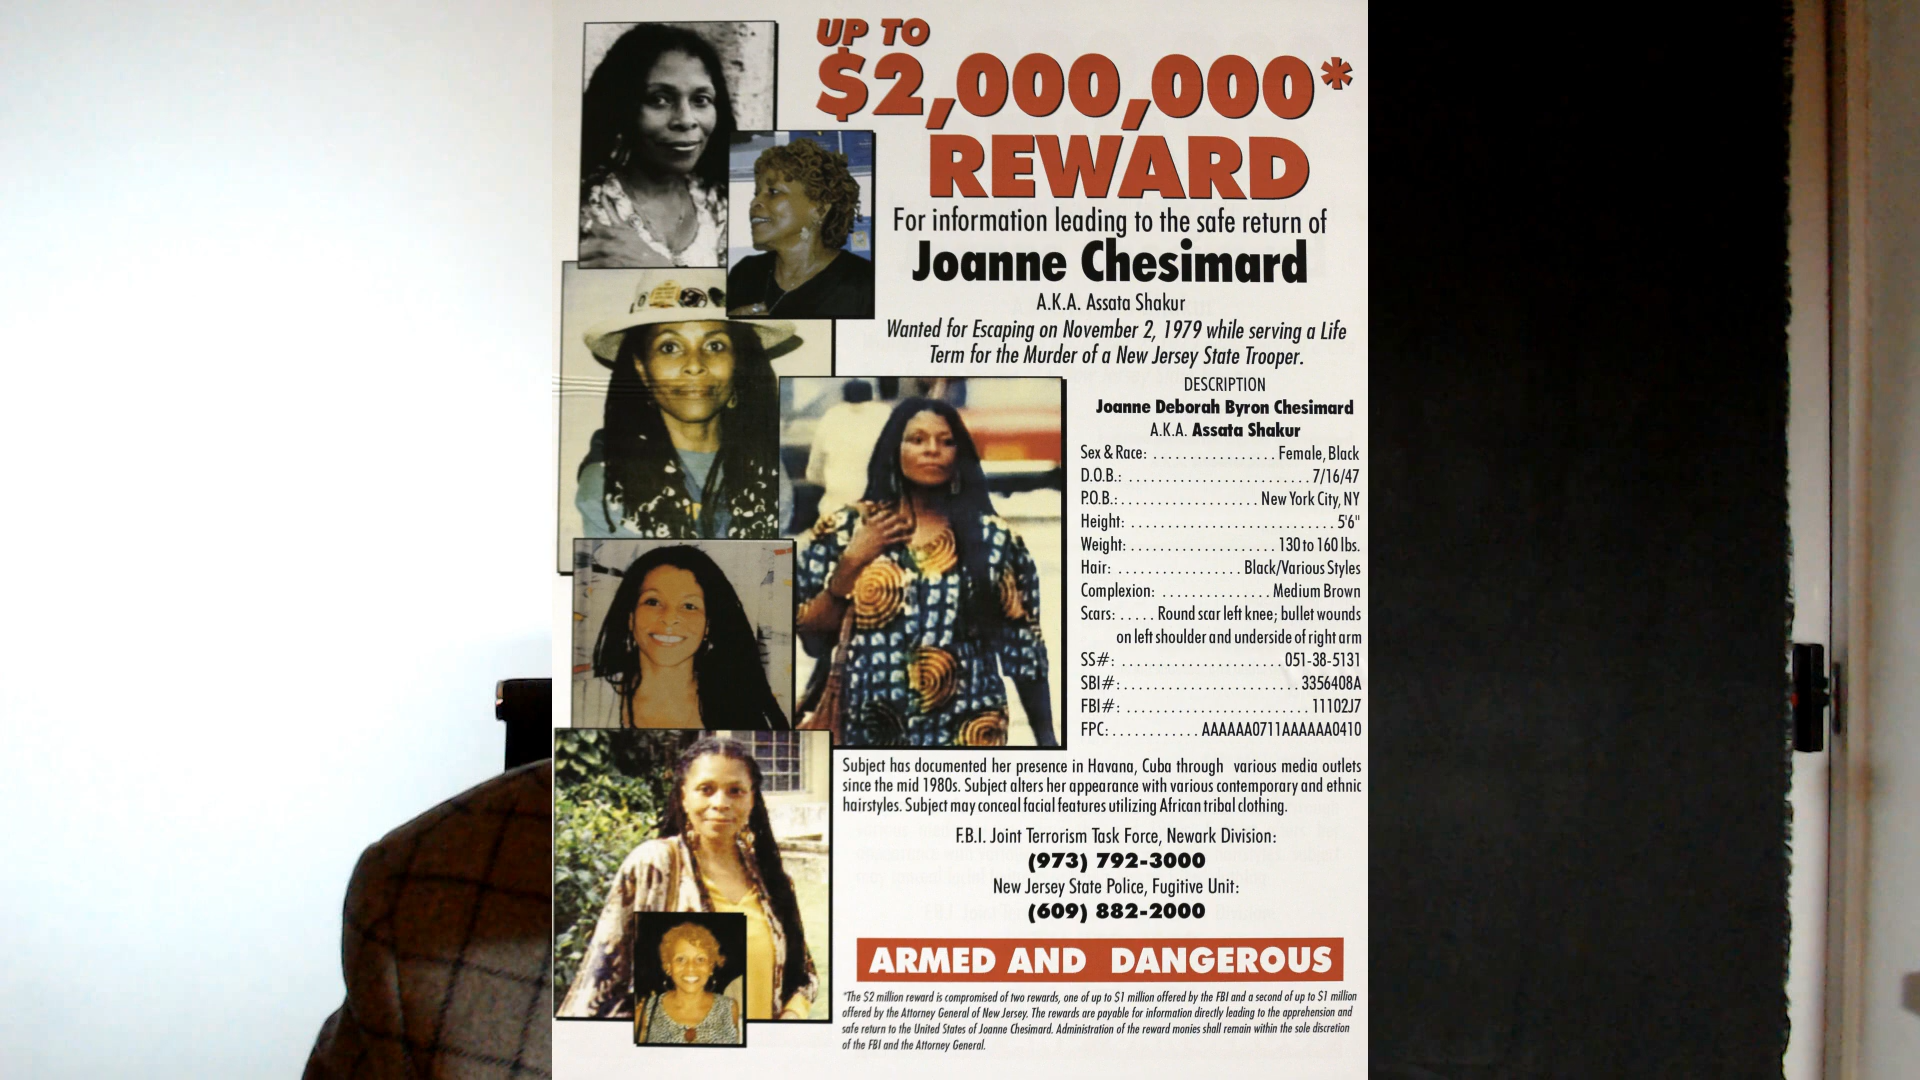 UP TO
$2,000,000*
REWARD
For information leading to the safe return of
Joanne Chesimard
A.K.A. Assata Shakur
Wanted for Escaping on November 2, 1979 while serving a Life
Term for the Murder of a New Jersey State Trooper.
DESCRIPTION
Joanne Deborah Byron Chesimard
A.K.A. Assata Shakur
Sex & Race: ................. Female, Black
D.O.B.: ......................... 7/16/47
P.O.B.: ................... New York City, NY
Height: ............................ 5'6"
Weight: .................... 130 to 160 lbs.
Hair: ................. Black/Various Styles
Complexion: ............... Medium Brown
Scars: ..... Round scar left knee; bullet wounds
on left shoulder and underside of right arm
SS#: ...................... 051-38-5131
SBI#: ........................ 3356408A
FBI#: ......................... 11102J7
FPC: ............ AAAAAA0711AAAAAA0410
Subject has documented her presence in Havana, Cuba through various media outlets
since the mid 1980s. Subject alters her appearance with various contemporary and ethnic
hairstyles. Subject may conceal facial features utilizing African tribal clothing.
F.B.I. Joint Terrorism Task Force, Newark Division:
(973) 792-3000
New Jersey State Police, Fugitive Unit:
(609) 882-2000
ARMED AND DANGEROUS
*The $2 million reward is compromised of two rewards, one of up to $1 million offered by the FBI and a second of up to $1 million
offered by the Attorney General of New Jersey. The rewards are payable for information directly leading to the apprehension and
safe return to the United States of Joanne Chesimard. Administration of the reward monies shall remain within the sole discretion
of the FBI and the Attorney General.